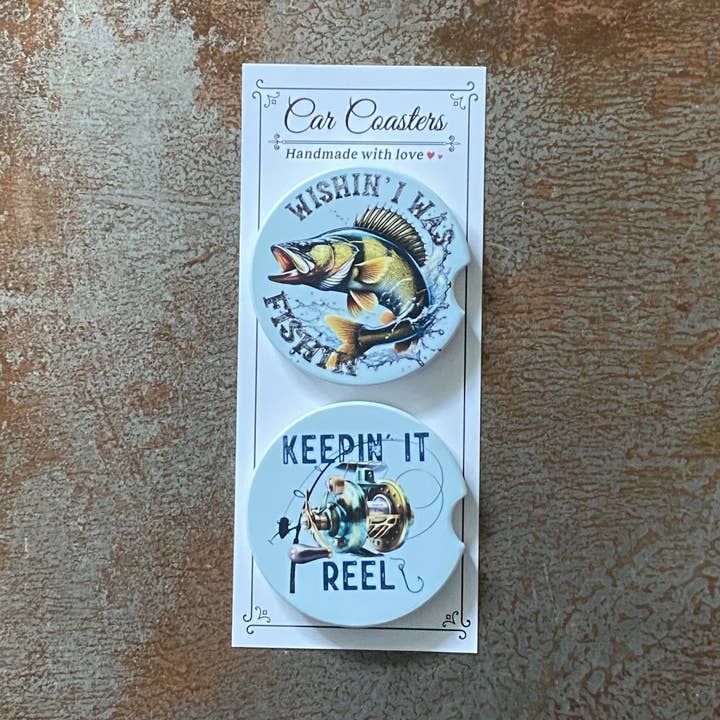 Car Coasters
Handmade with love
WISHIN' I WAS
FISHIN
KEEPIN' IT
REEL